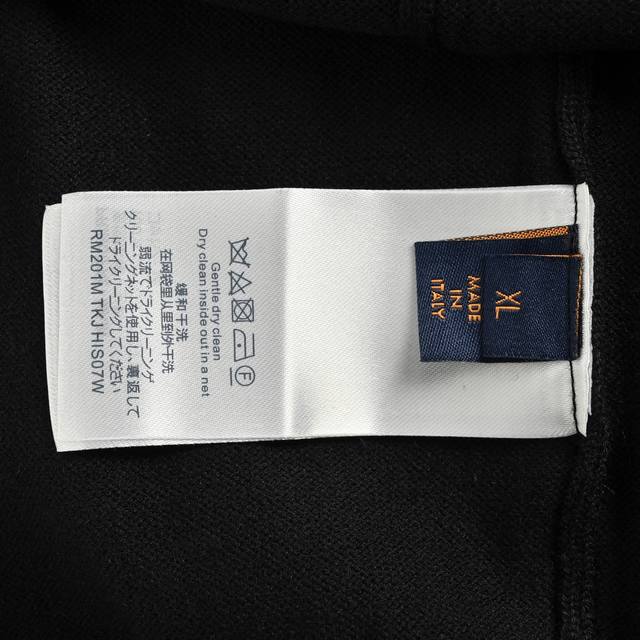 XL
MADE
IN
ITALY
Gentle dry clean
Dry clean inside out in a net
缓和干洗
在网袋里从里到外干洗
弱流でドライクリーニング
クリーニングネットを使用し、裏返して
ドライクリーニングしてください
RM201M TKJ HIS07W